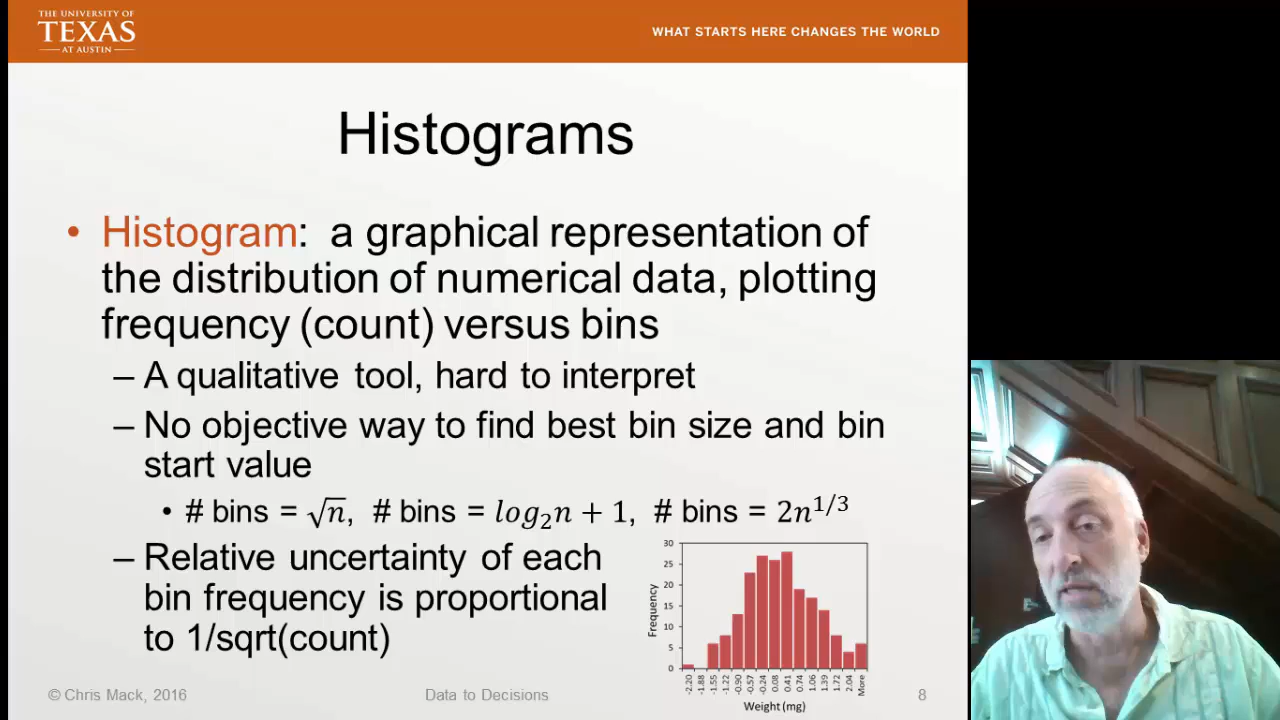 THE UNIVERSITY OF
TEXAS
AT AUSTIN
WHAT STARTS HERE CHANGES THE WORLD
Histograms
• Histogram: a graphical representation of
the distribution of numerical data, plotting
frequency (count) versus bins
– A qualitative tool, hard to interpret
– No objective way to find best bin size and bin
start value
• # bins = √n, # bins = log₂n + 1, # bins = 2n^{1/3}
– Relative uncertainty of each
bin frequency is proportional
to 1/sqrt(count)
30
25
20
15
10
5
0
Frequency
-2.20 -1.88 -1.55 -1.22 -0.90 -0.57 -0.24 0.08 0.41 0.74 1.06 1.39 1.72 2.04 More
Weight (mg)
© Chris Mack, 2016
Data to Decisions
8